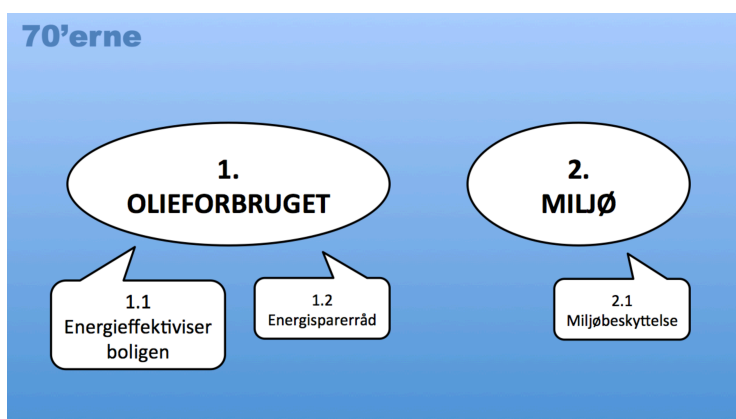 70’erne
1.
OLIEFORBRUGET
2.
MILJØ
1.1
Energieffektiviser
boligen
1.2
Energisparerråd
2.1
Miljøbeskyttelse